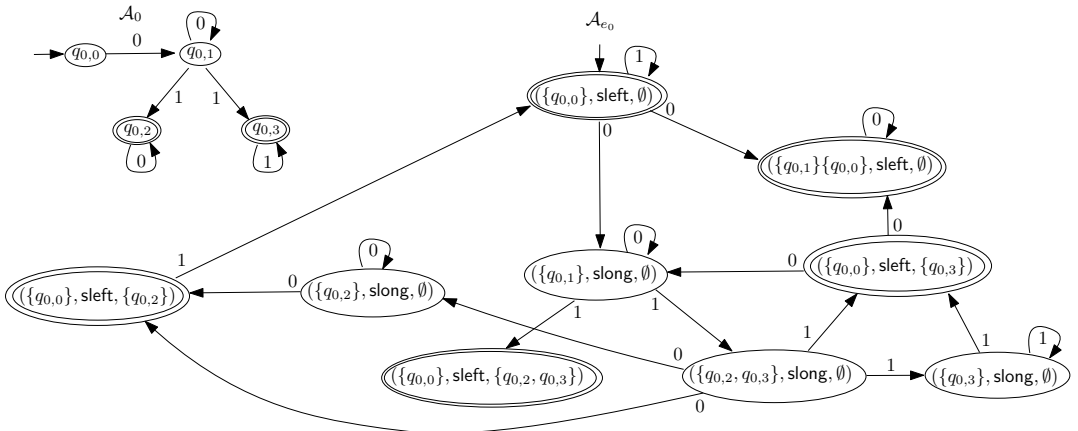 𝒜₀
𝒜ₑ₀
0
q₀,₀
0
q₀,₁
1
({q₀,₀}, sleft, ∅)
0
0
1
1
0
q₀,₂
q₀,₃
({q₀,₁}{q₀,₀}, sleft, ∅)
0
1
0
1
0
0
({q₀,₀}, sleft, {q₀,₂})
0
({q₀,₂}, slong, ∅)
({q₀,₁}, slong, ∅)
0
({q₀,₀}, sleft, {q₀,₃})
1
1
1
1
1
0
({q₀,₀}, sleft, {q₀,₂, q₀,₃})
({q₀,₂, q₀,₃}, slong, ∅)
1
({q₀,₃}, slong, ∅)
0